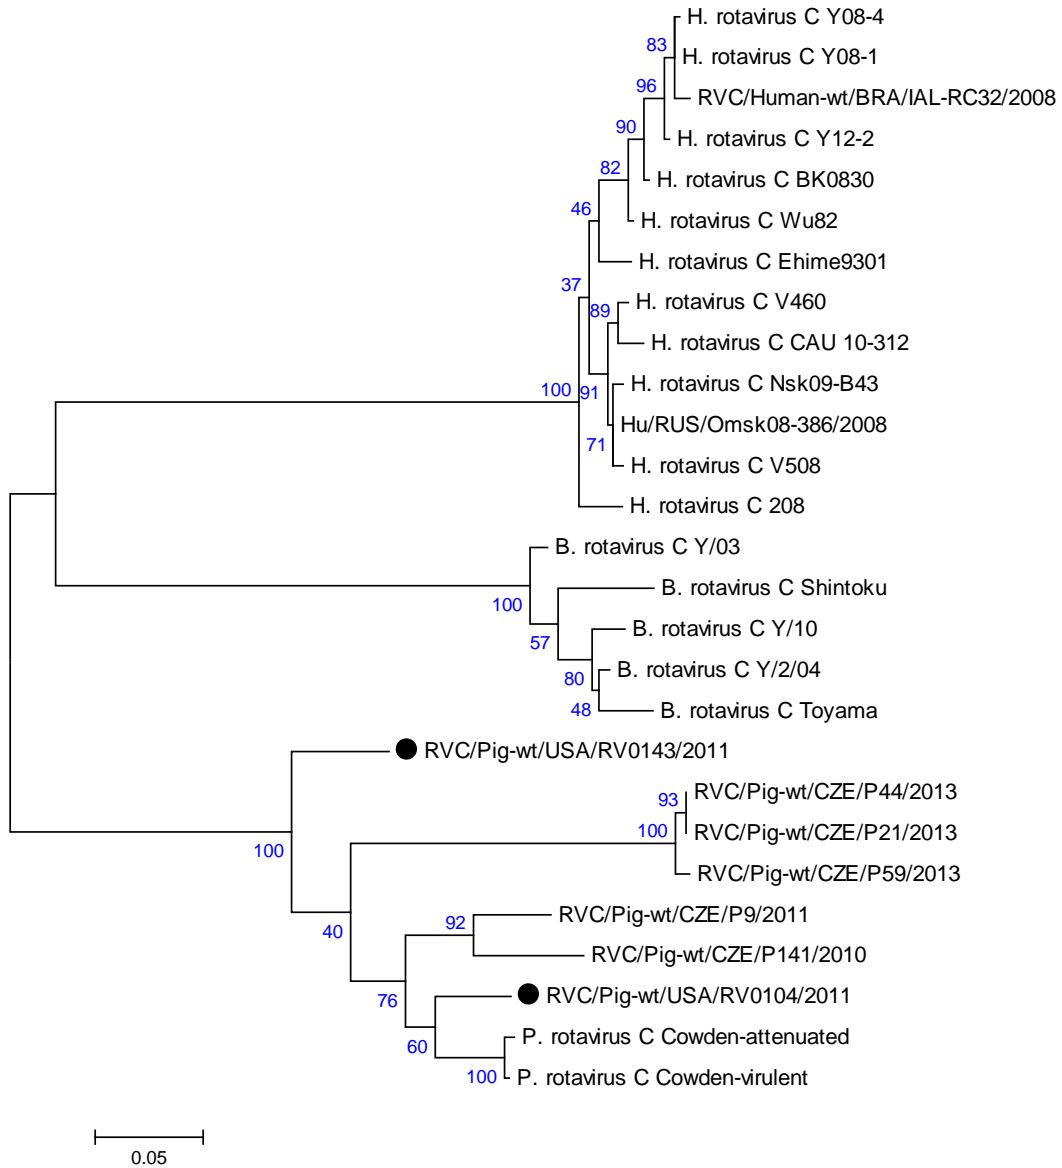 H. rotavirus C Y08-4
83
H. rotavirus C Y08-1
96
RVC/Human-wt/BRA/IAL-RC32/2008
90
H. rotavirus C Y12-2
82
H. rotavirus C BK0830
46
H. rotavirus C Wu82
H. rotavirus C Ehime9301
37
89
H. rotavirus C V460
H. rotavirus C CAU 10-312
100
91
H. rotavirus C Nsk09-B43
Hu/RUS/Omsk08-386/2008
71
H. rotavirus C V508
H. rotavirus C 208
B. rotavirus C Y/03
100
B. rotavirus C Shintoku
57
B. rotavirus C Y/10
80
B. rotavirus C Y/2/04
48
B. rotavirus C Toyama
RVC/Pig-wt/USA/RV0143/2011
93
RVC/Pig-wt/CZE/P44/2013
100
RVC/Pig-wt/CZE/P21/2013
100
RVC/Pig-wt/CZE/P59/2013
92
RVC/Pig-wt/CZE/P9/2011
40
RVC/Pig-wt/CZE/P141/2010
76
RVC/Pig-wt/USA/RV0104/2011
60
P. rotavirus C Cowden-attenuated
100
P. rotavirus C Cowden-virulent
0.05